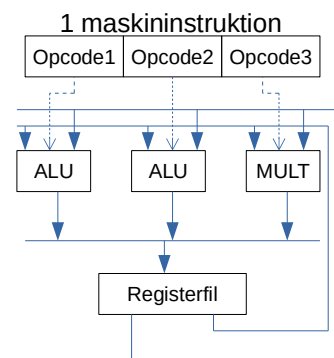 1 maskininstruktion
Opcode1 Opcode2 Opcode3
ALU ALU MULT
Registerfil